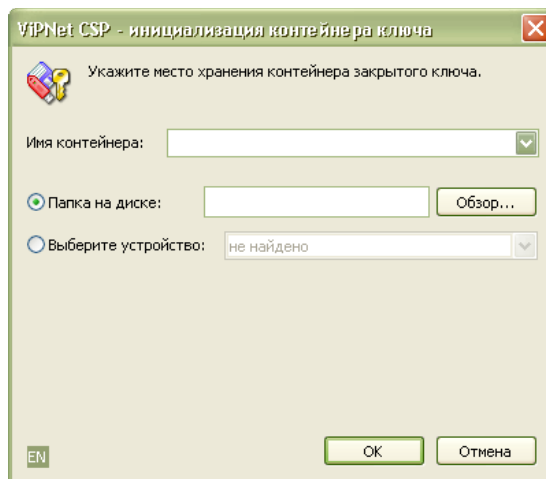 ViPNet CSP - инициализация контейнера ключа
Укажите место хранения контейнера закрытого ключа.
Имя контейнера:
Папка на диске:
Обзор...
Выберите устройство:
не найдено
EN
OK
Отмена